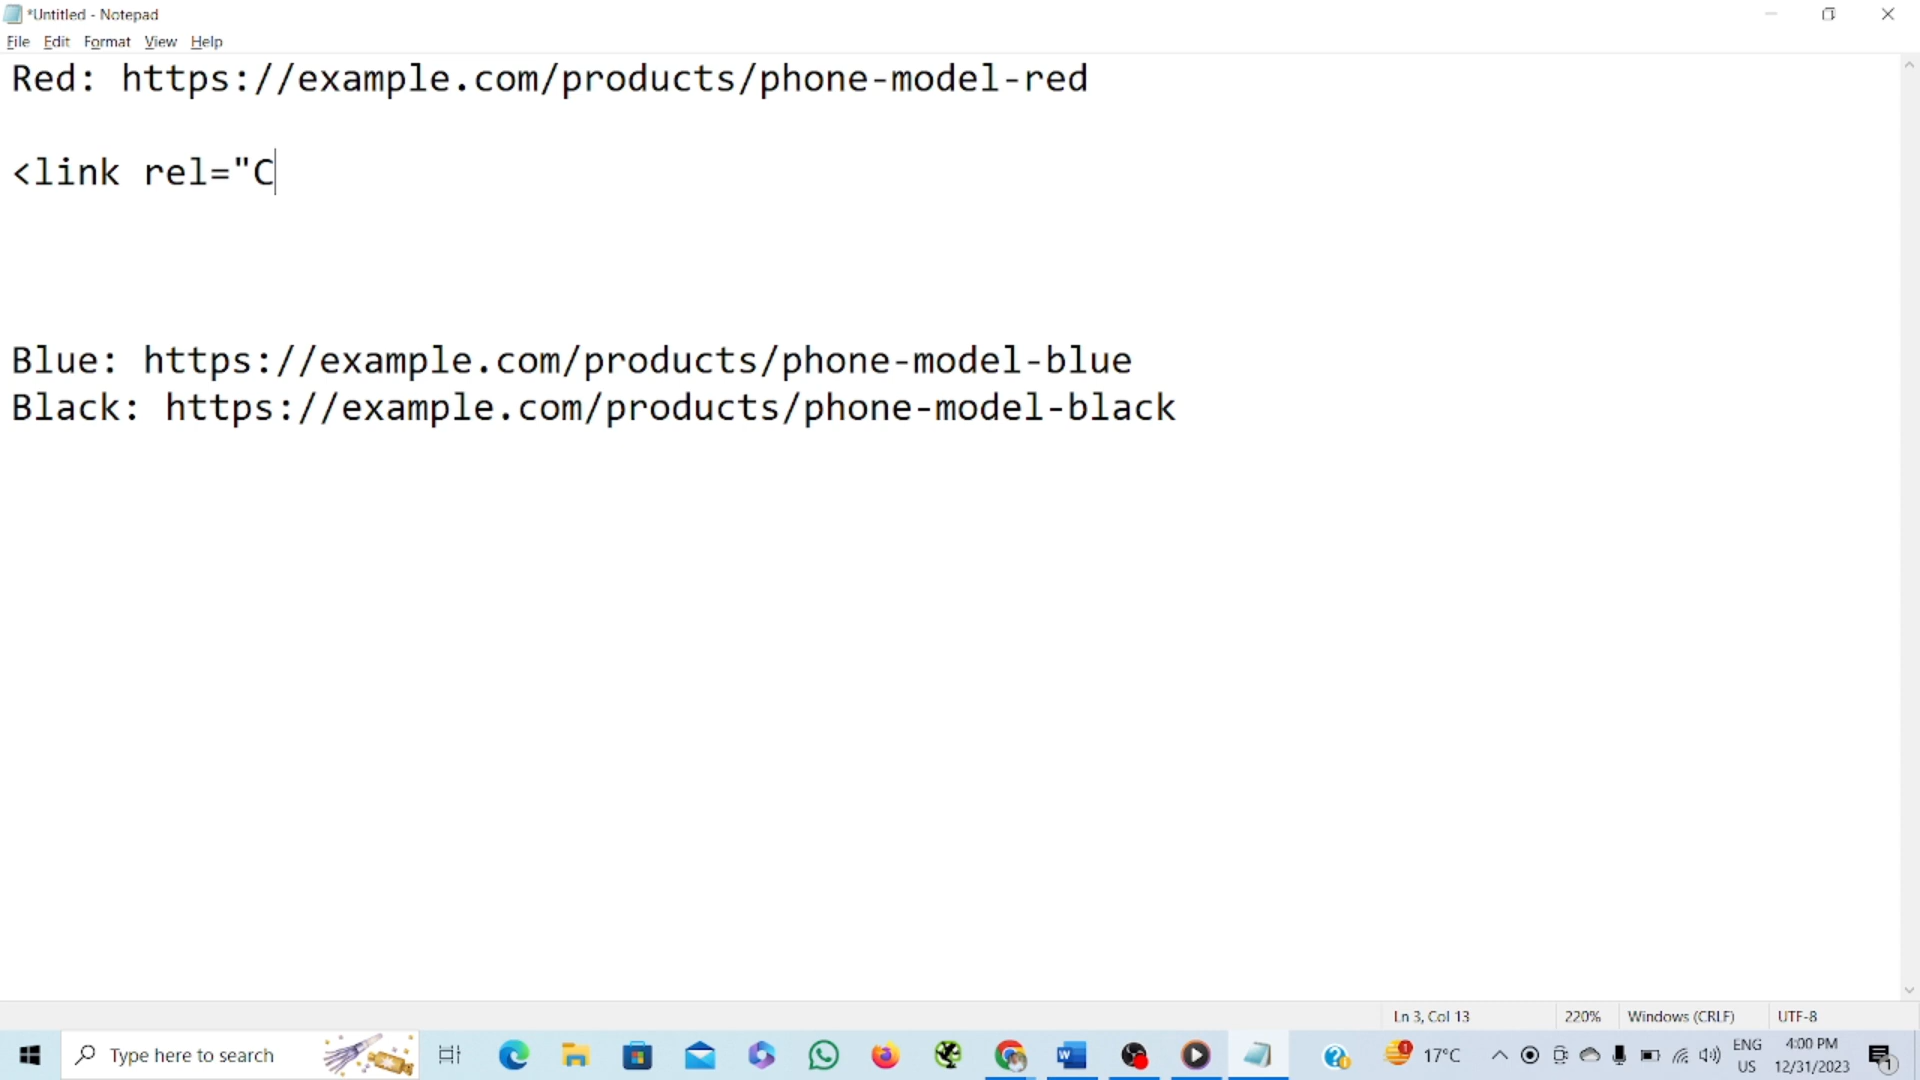 *Untitled - Notepad
File Edit Format View Help
Red: https://example.com/products/phone-model-red
<link rel="C
Blue: https://example.com/products/phone-model-blue
Black: https://example.com/products/phone-model-black
Ln 3, Col 13
220%
Windows (CRLF)
UTF-8
Type here to search
17°C
ENG
US
4:00 PM
12/31/2023